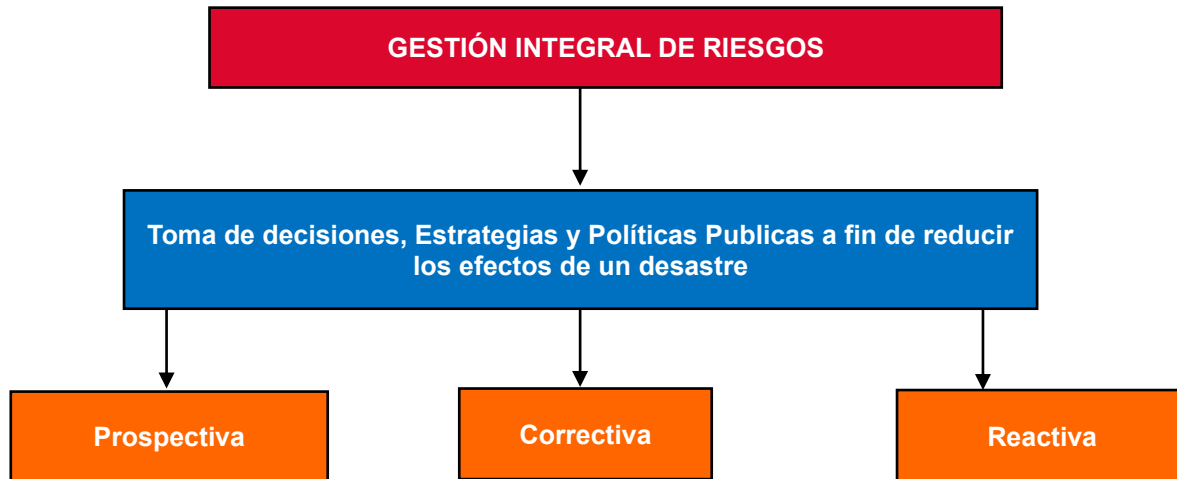 GESTIÓN INTEGRAL DE RIESGOS
Toma de decisiones, Estrategias y Políticas Publicas a fin de reducir
los efectos de un desastre
Prospectiva
Correctiva
Reactiva